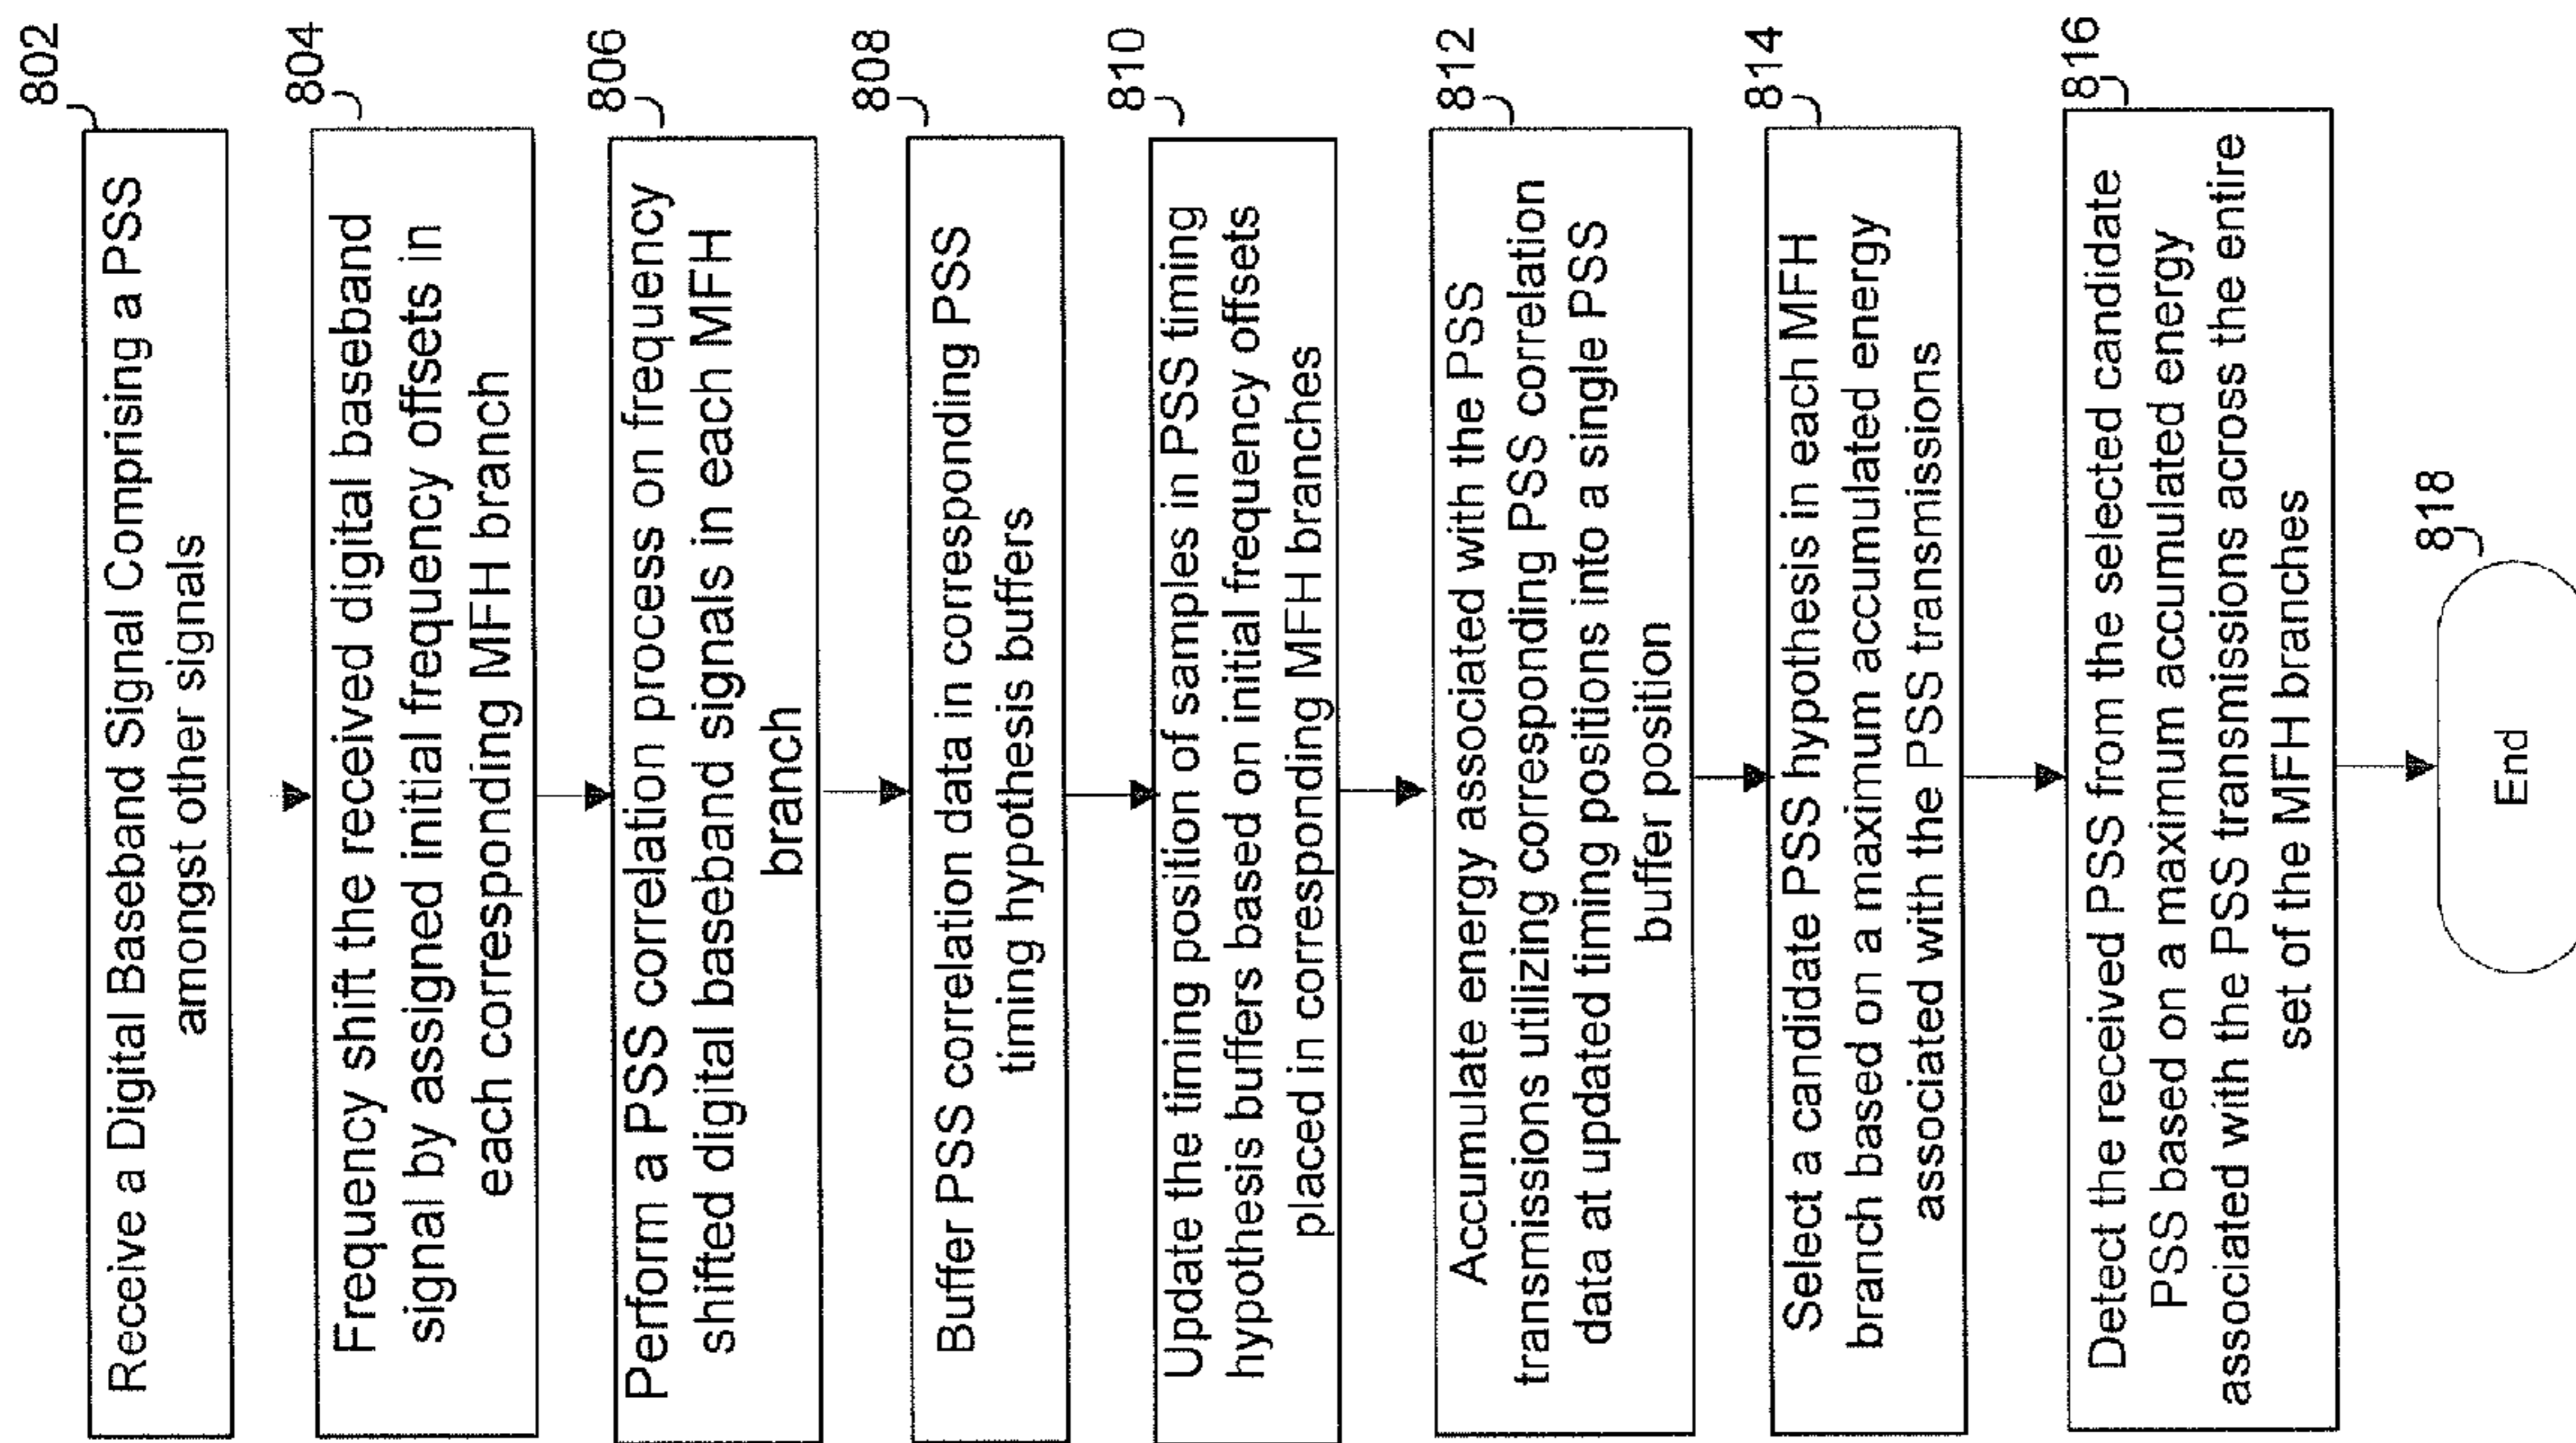 802
Receive a Digital Baseband Signal Comprising a PSS
amongst other signals
804
Frequency shift the received digital baseband
signal by assigned initial frequency offsets in
each corresponding MFH branch
806
Perform a PSS correlation process on frequency
shifted digital baseband signals in each MFH
branch
808
Buffer PSS correlation data in corresponding PSS
timing hypothesis buffers
810
Update the timing position of samples in PSS timing
hypothesis buffers based on initial frequency offsets
placed in corresponding MFH branches
812
Accumulate energy associated with the PSS
transmissions utilizing corresponding PSS correlation
data at updated timing positions into a single PSS
buffer position
814
Select a candidate PSS hypothesis in each MFH
branch based on a maximum accumulated energy
associated with the PSS transmissions
816
Detect the received PSS from the selected candidate
PSS based on a maximum accumulated energy
associated with the PSS transmissions across the entire
set of the MFH branches
818
End